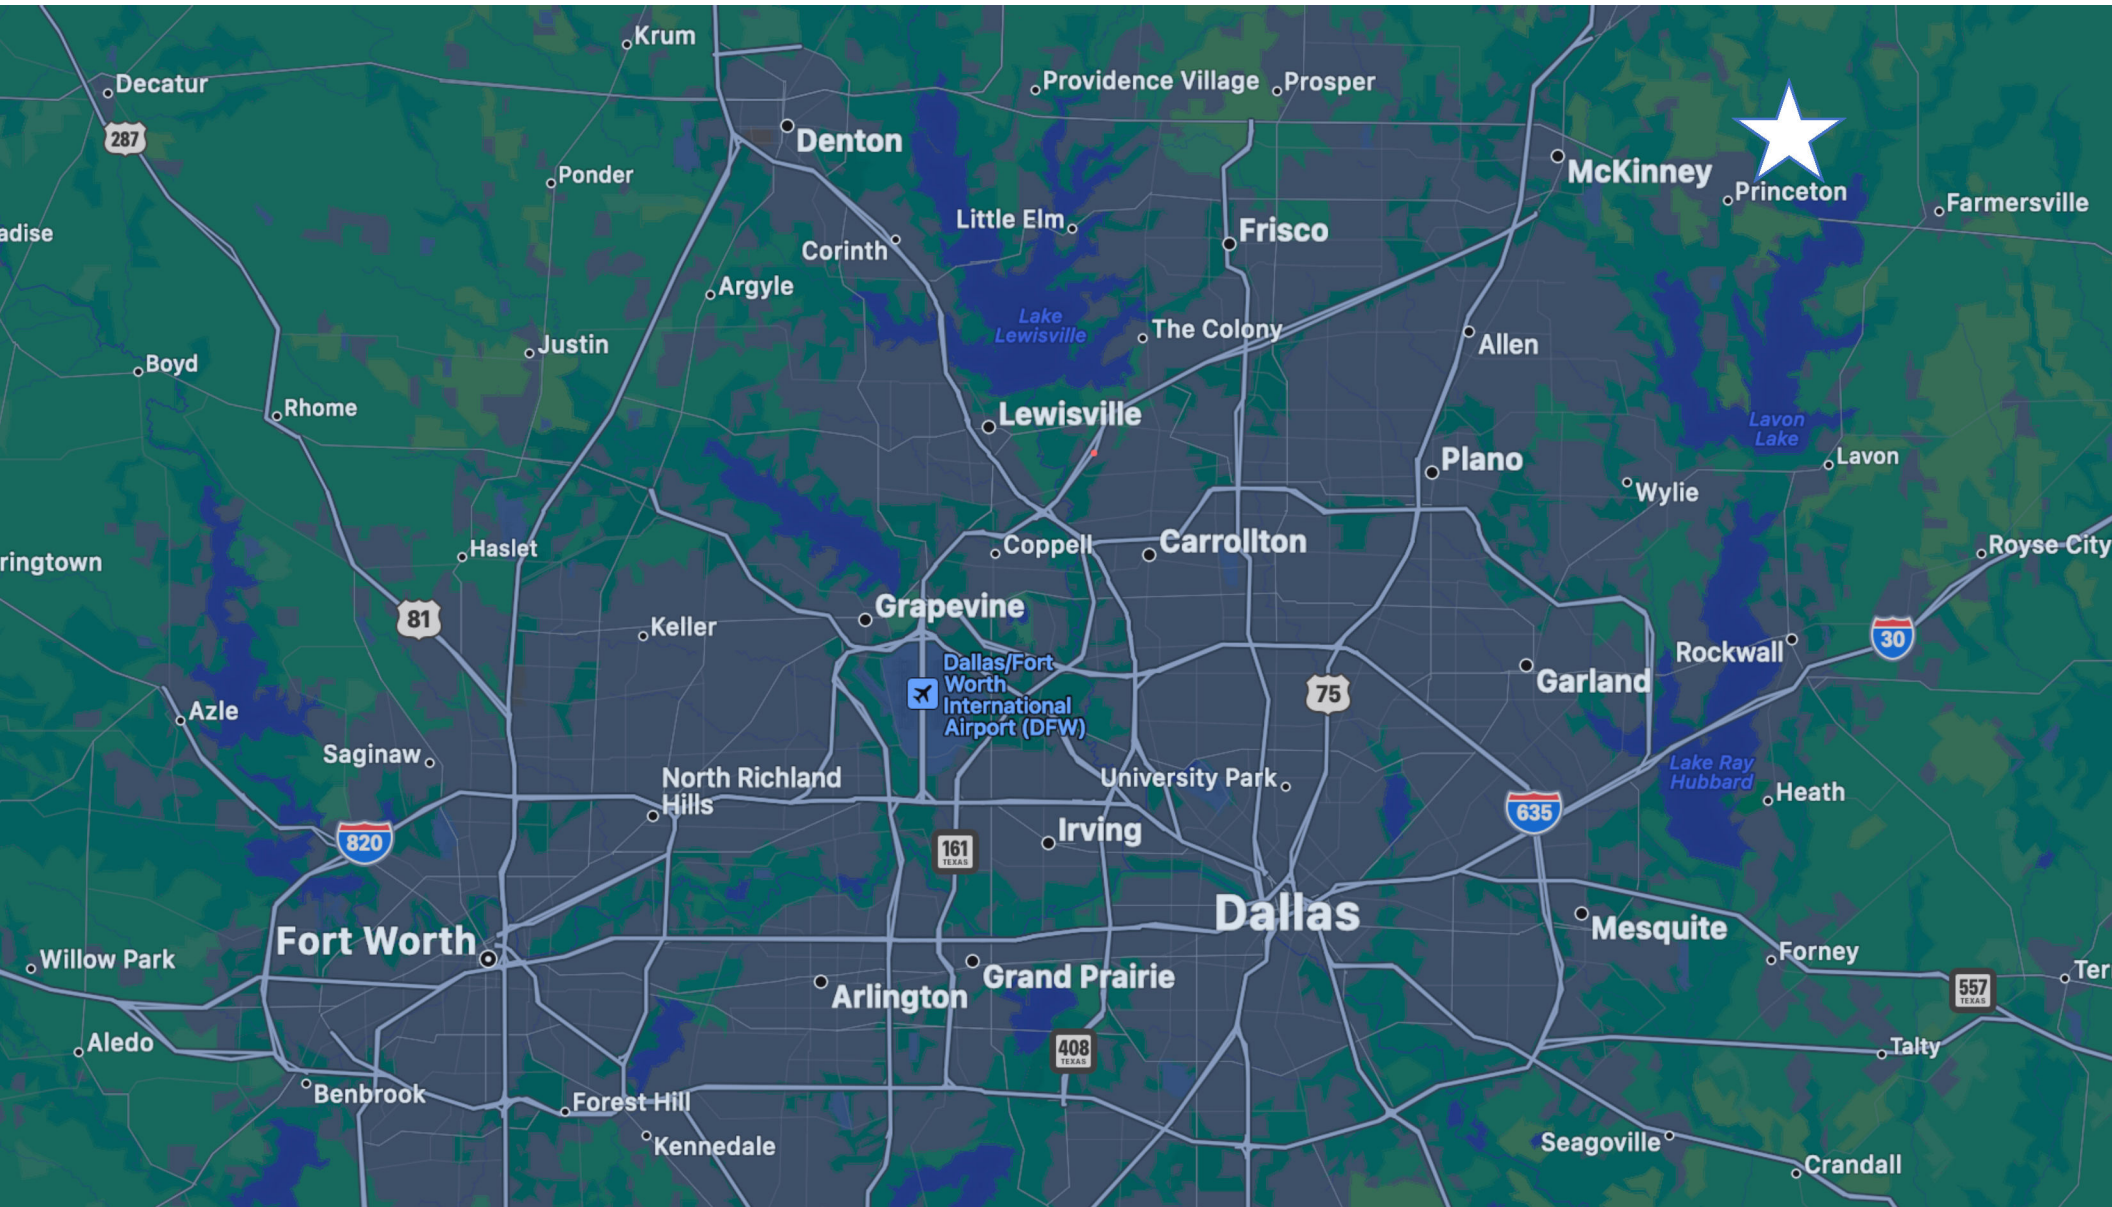 Krum
Decatur
Providence Village
Prosper
287
Denton
McKinney
Ponder
Princeton
Farmersville
adise
Little Elm
Frisco
Corinth
Argyle
Lake
Lewisville
The Colony
Allen
Justin
Boyd
Rhome
Lewisville
Lavon
Lake
Plano
Lavon
Wylie
ringtown
Haslet
Coppell
Carrollton
Royse City
81
Grapevine
Keller
30
Rockwall
Dallas/Fort
Worth
International
Airport (DFW)
75
Garland
Azle
Saginaw
North Richland
Hills
University Park
Lake Ray
Hubbard
Heath
820
161
TEXAS
Irving
635
Dallas
Mesquite
Fort Worth
Willow Park
Grand Prairie
Arlington
Forney
Ter
557
TEXAS
Aledo
408
TEXAS
Talty
Benbrook
Forest Hill
Kennedale
Seagoville
Crandall